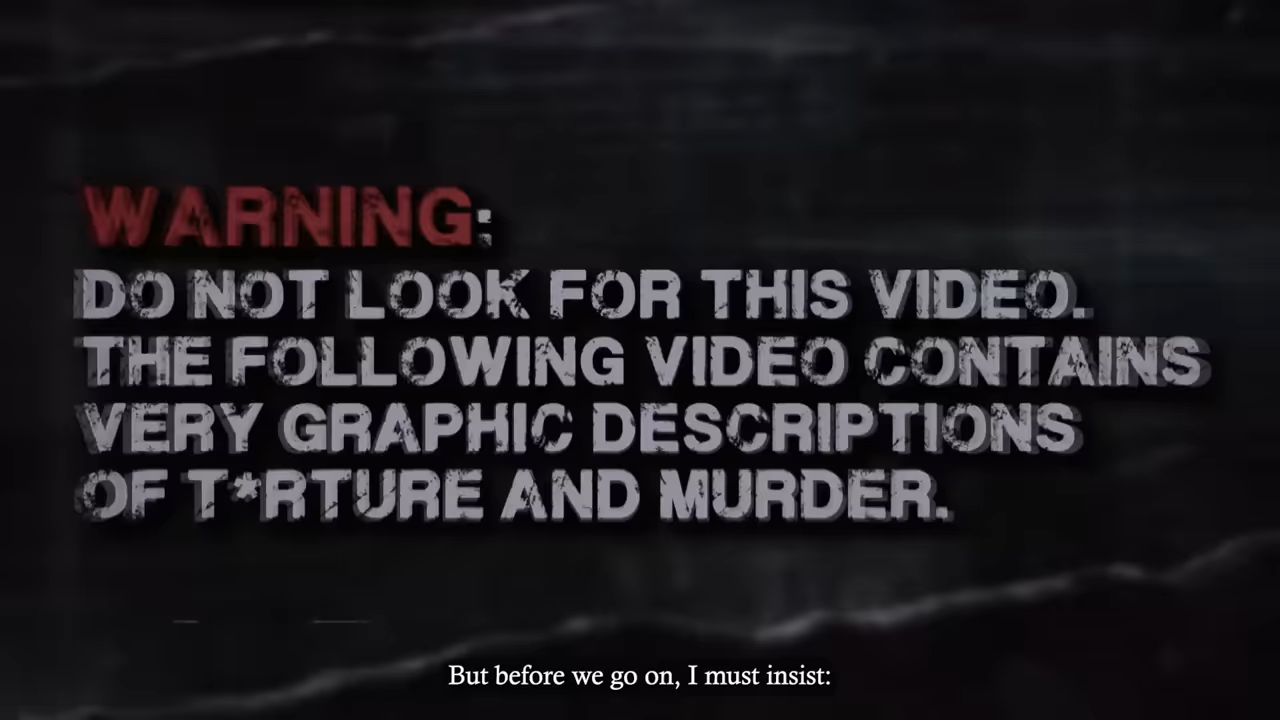 WARNING:
DO NOT LOOK FOR THIS VIDEO.
THE FOLLOWING VIDEO CONTAINS
VERY GRAPHIC DESCRIPTIONS
OF T*RTURE AND MURDER.
But before we go on, I must insist: